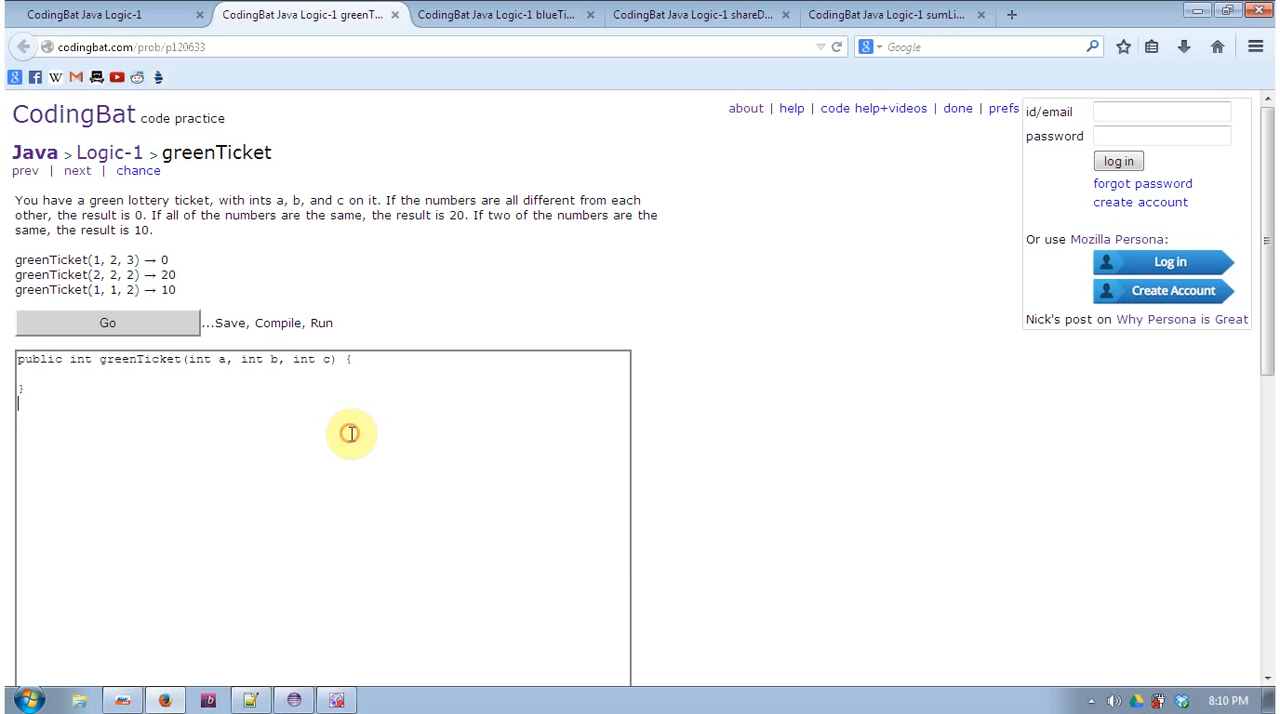 CodingBat Java Logic-1
CodingBat Java Logic-1 greenT...
CodingBat Java Logic-1 blueTi...
CodingBat Java Logic-1 shareD...
CodingBat Java Logic-1 sumLi...
codingbat.com/prob/p120633
Google
CodingBat code practice
about | help | code help+videos | done | prefs
id/email
password
log in
forgot password
create account
Or use Mozilla Persona:
Log in
Create Account
Nick's post on Why Persona is Great
Java > Logic-1 > greenTicket
prev | next | chance
You have a green lottery ticket, with ints a, b, and c on it. If the numbers are all different from each
other, the result is 0. If all of the numbers are the same, the result is 20. If two of the numbers are the
same, the result is 10.
greenTicket(1, 2, 3) → 0
greenTicket(2, 2, 2) → 20
greenTicket(1, 1, 2) → 10
Go ...Save, Compile, Run
public int greenTicket(int a, int b, int c) {
}
8:10 PM